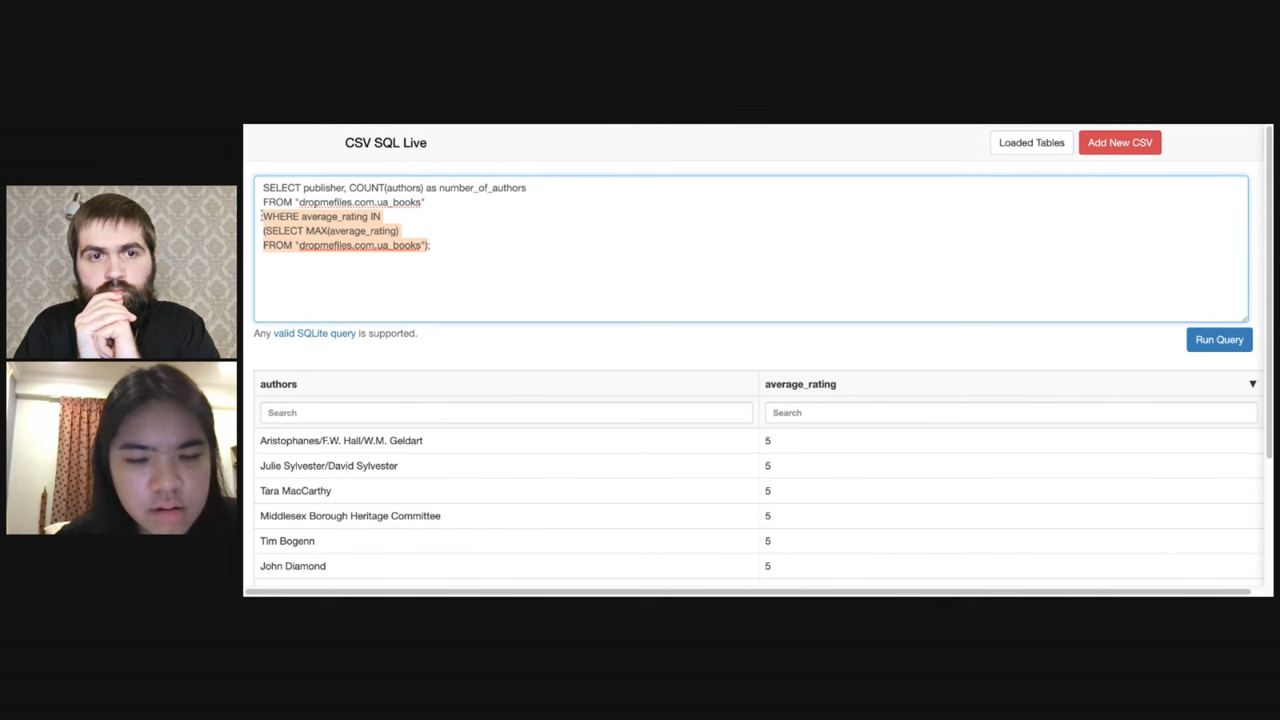 CSV SQL Live
Loaded Tables
Add New CSV
SELECT publisher, COUNT(authors) as number_of_authors
FROM "dropmefiles.com.ua_books"
WHERE average_rating IN
(SELECT MAX(average_rating)
FROM "dropmefiles.com.ua_books");
Any valid SQLite query is supported.
Run Query
authors average_rating ▼
Search Search
Aristophanes/F.W. Hall/W.M. Geldart 5
Julie Sylvester/David Sylvester 5
Tara MacCarthy 5
Middlesex Borough Heritage Committee 5
Tim Bogenn 5
John Diamond 5